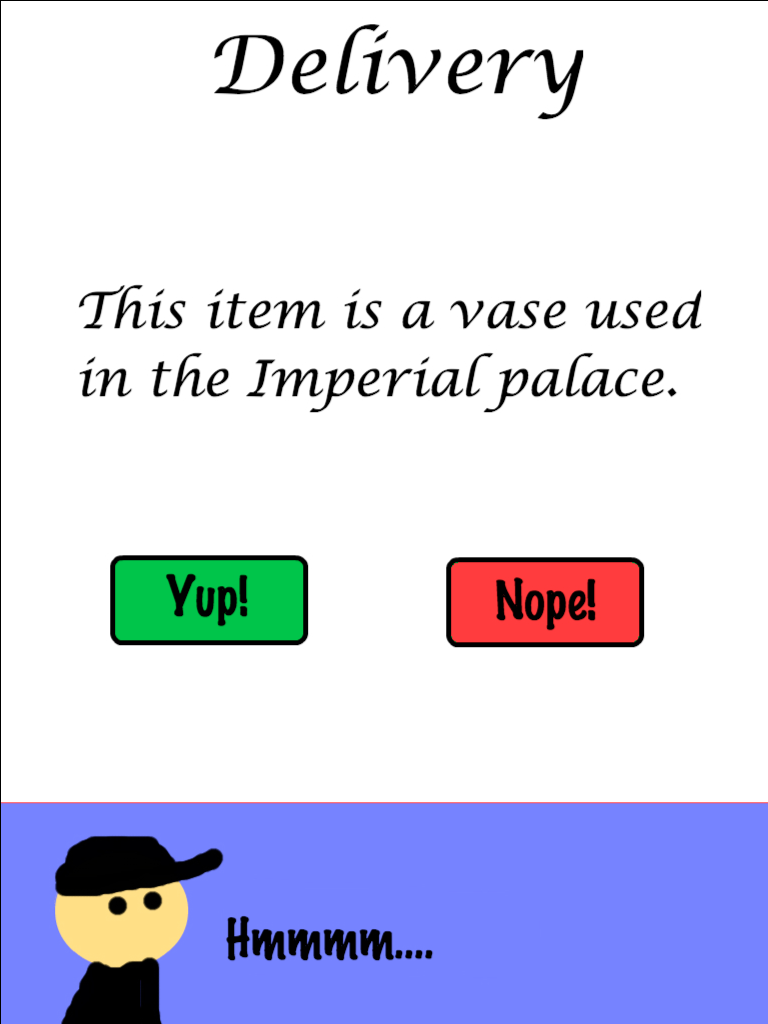 Delivery
This item is a vase used
in the Imperial palace.
Yup!
Nope!
Hmmmm....